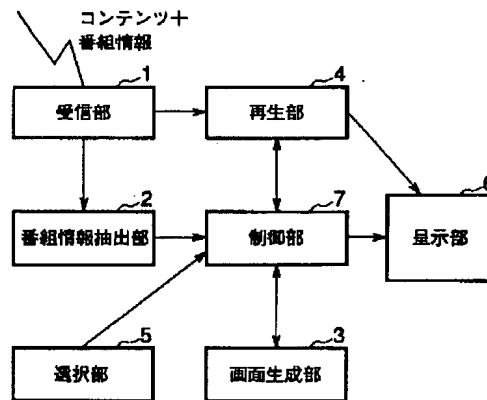 コンテンツ＋
番組情報
1
受信部
4
再生部
2
番組情報抽出部
7
制御部
6
呈示部
5
選択部
3
画面生成部